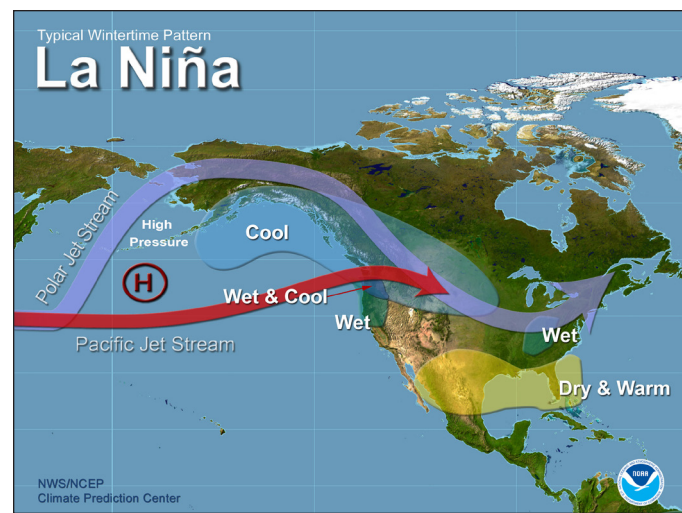 Typical Wintertime Pattern
La Niña
Polar Jet Stream
High
Pressure
H
Cool
Wet & Cool
Wet
Pacific Jet Stream
Wet
Dry & Warm
NWS/NCEP
Climate Prediction Center
NOAA